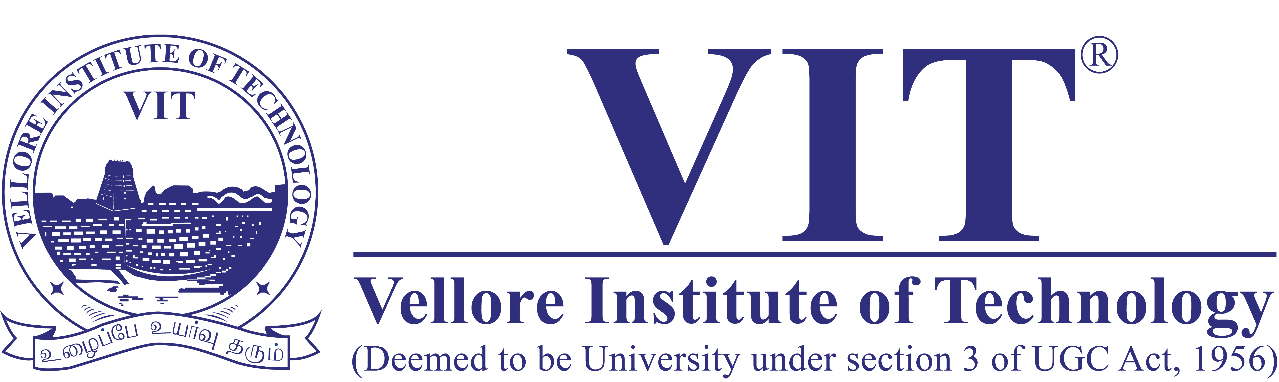 VELLORE INSTITUTE OF TECHNOLOGY
VIT
உழைப்பே உயர்வு தரும்
VIT®
Vellore Institute of Technology
(Deemed to be University under section 3 of UGC Act, 1956)